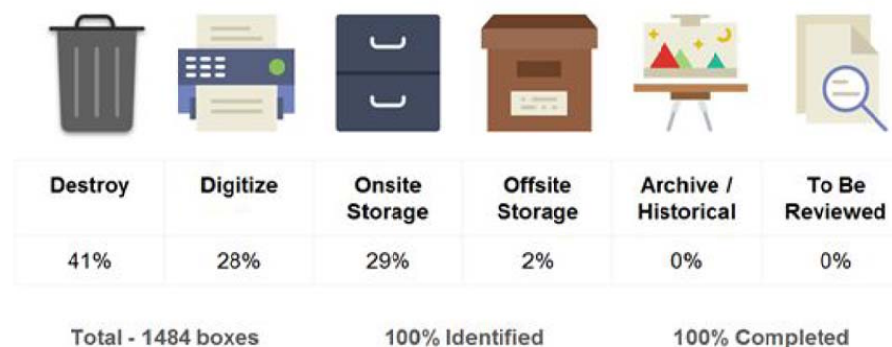 Destroy Digitize Onsite Storage Offsite Storage Archive / Historical To Be Reviewed
41% 28% 29% 2% 0% 0%
Total - 1484 boxes 100% Identified 100% Completed